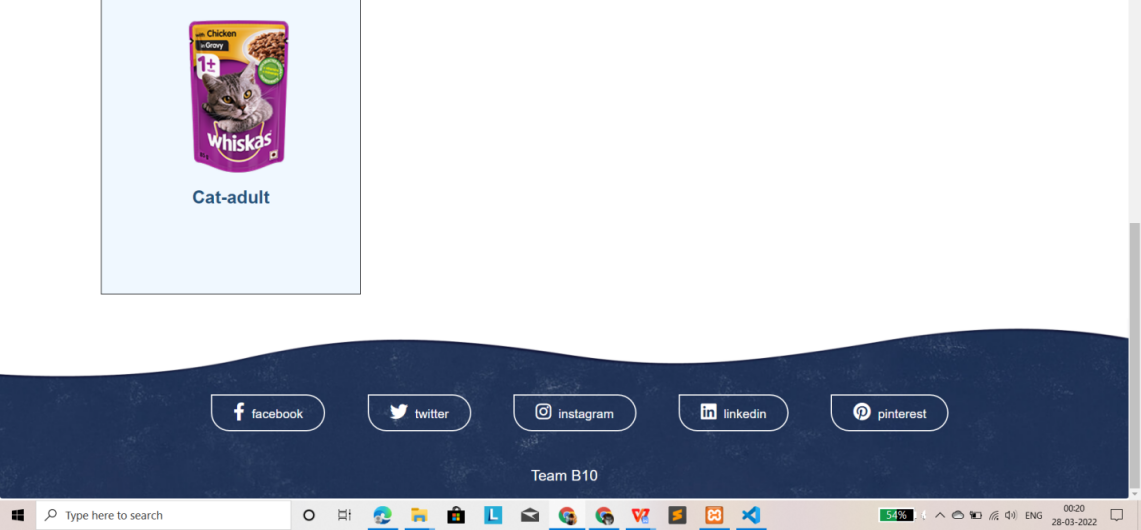 with Chicken
in Gravy
1+
whiskas
Cat-adult
facebook
twitter
instagram
linkedin
pinterest
Team B10
Type here to search
L
54%
ENG
00:20
28-03-2022